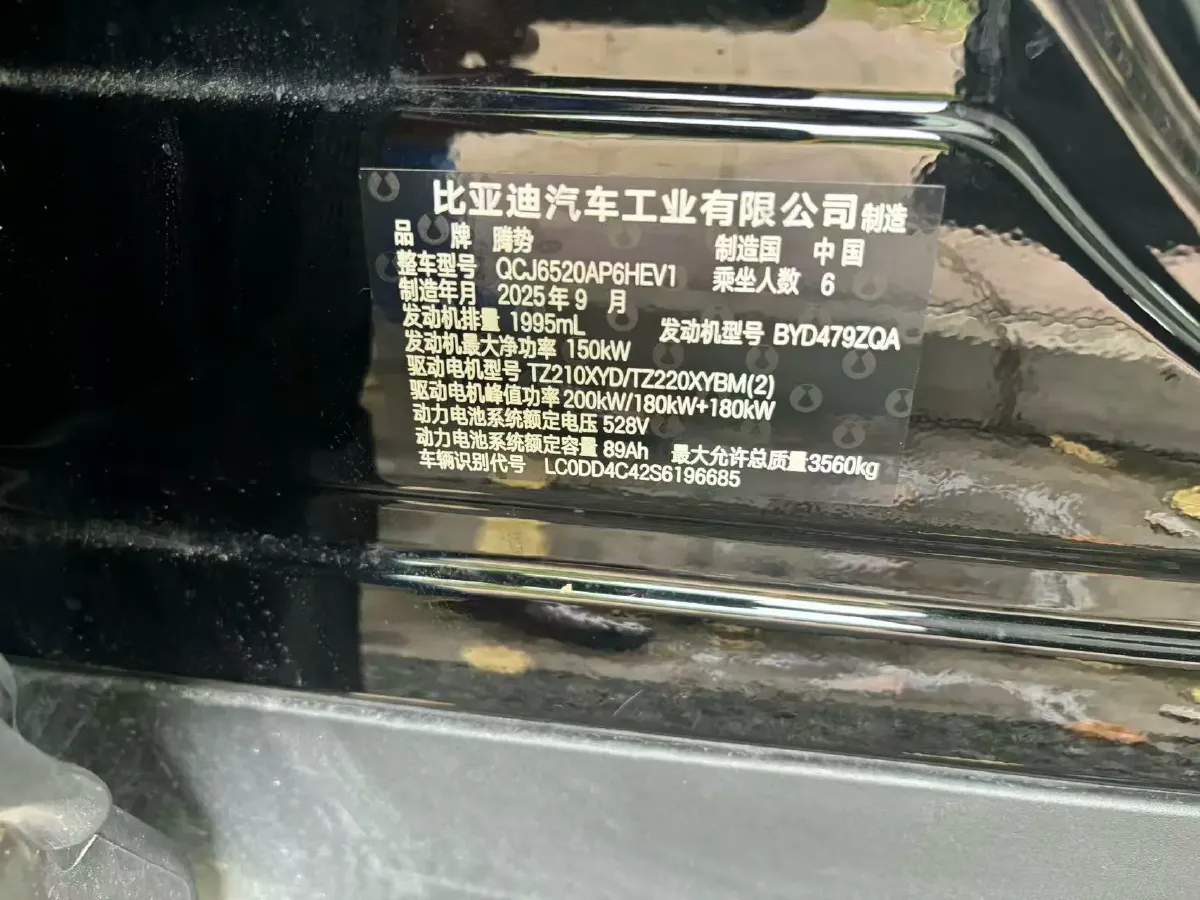 比亚迪汽车工业有限公司制造
品 牌 腾势 制造国 中国
整车型号 QCJ6520AP6HEV1 乘坐人数 6
制造年月 2025年9 月
发动机排量 1995mL 发动机型号 BYD479ZQA
发动机最大净功率 150kW
驱动电机型号 TZ210XYD/TZ220XYBM(2)
驱动电机峰值功率 200kW/180kW+180kW
动力电池系统额定电压 528V
动力电池系统额定容量 89Ah 最大允许总质量3560kg
车辆识别代号 LC0DD4C42S6196685